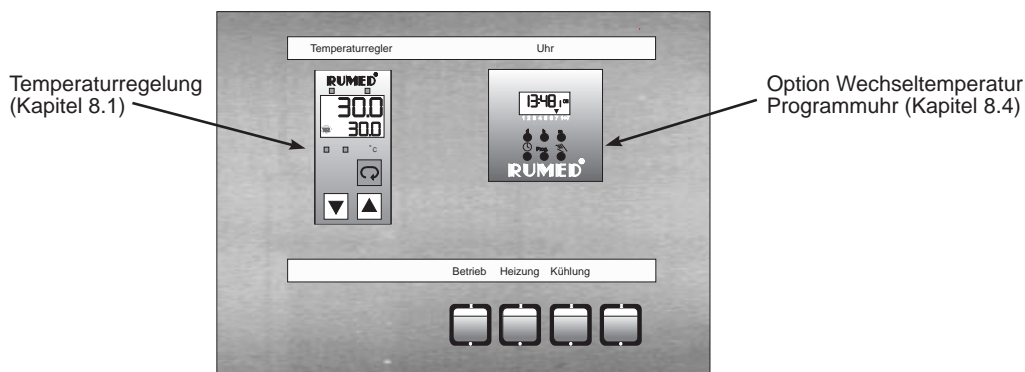 Temperaturregler Uhr
Temperaturregelung
(Kapitel 8.1)
RUMED
30.0
30.0
°C
13:48
RUMED
Option Wechseltemperatur
Programmuhr (Kapitel 8.4)
Betrieb Heizung Kühlung